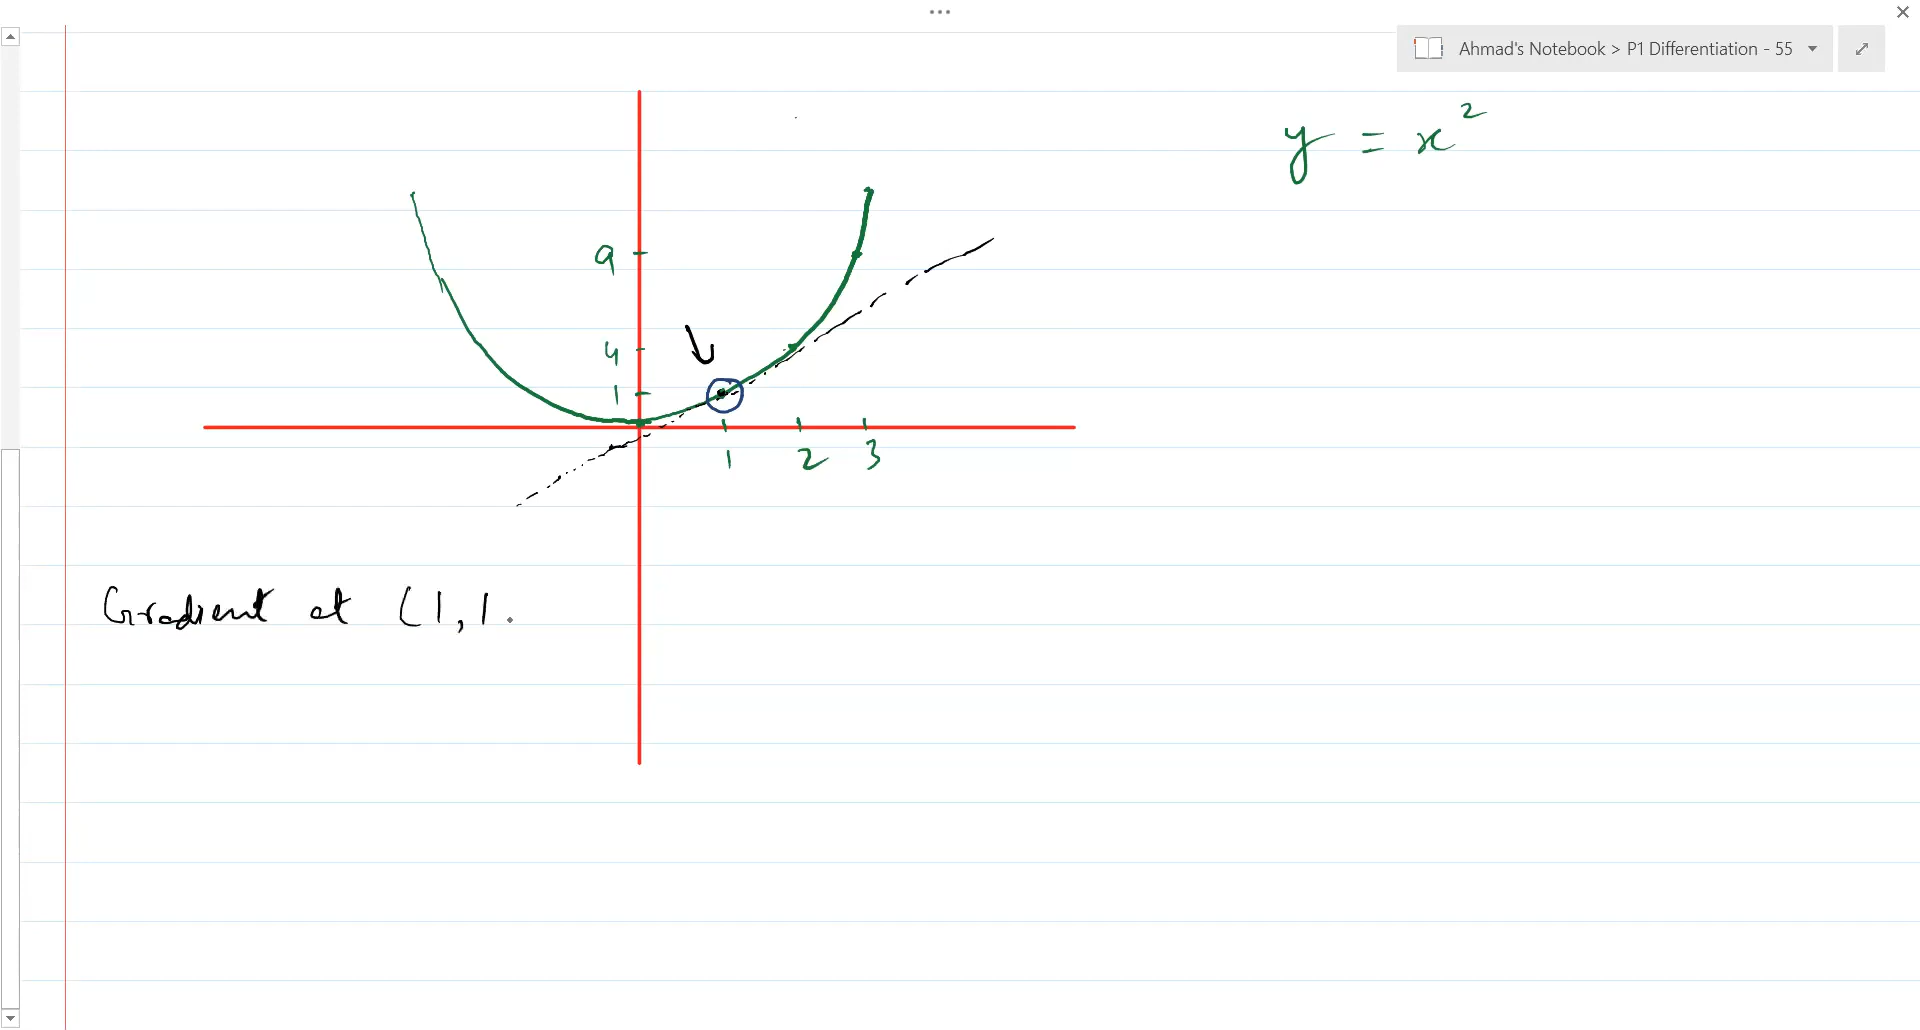 Ahmad's Notebook > P1 Differentiation - 55
y = x²
9
4
1
1 2 3
Gradient at (1,1.